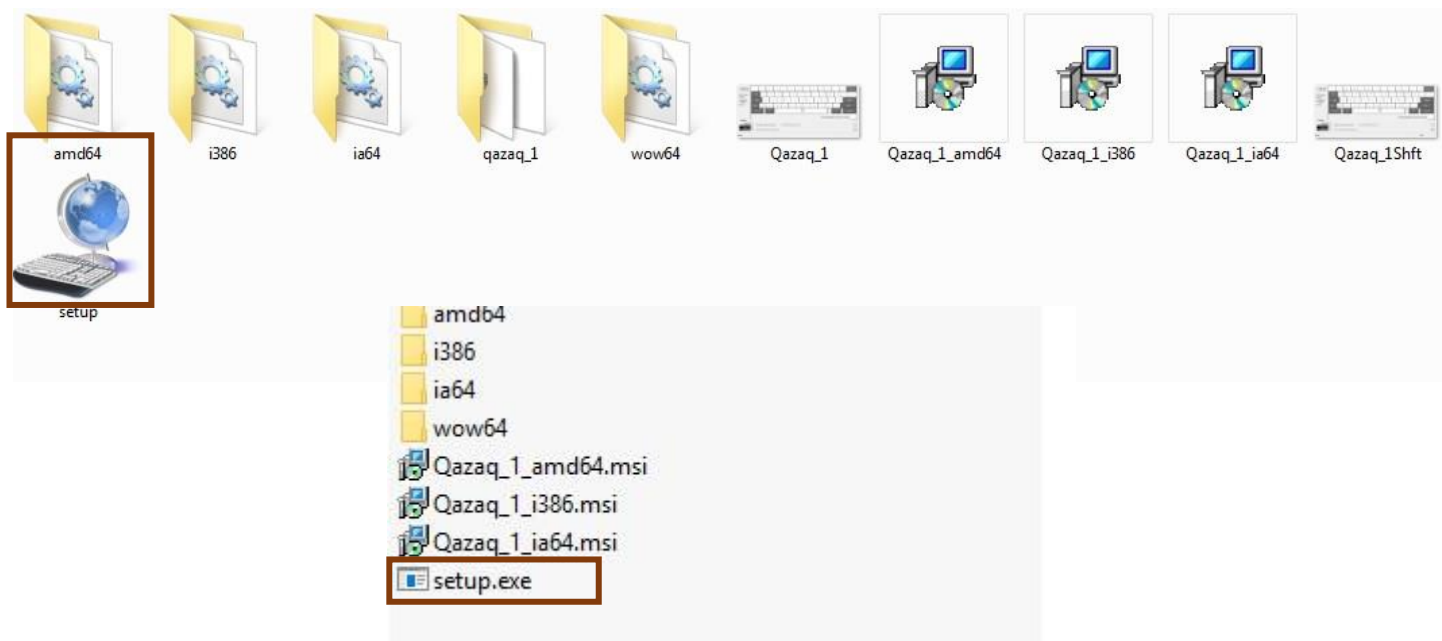 amd64 i386 ia64 qazaq_1 wow64 Qazaq_1 Qazaq_1_amd64 Qazaq_1_i386 Qazaq_1_ia64 Qazaq_1Shft
setup
amd64
i386
ia64
wow64
Qazaq_1_amd64.msi
Qazaq_1_i386.msi
Qazaq_1_ia64.msi
setup.exe